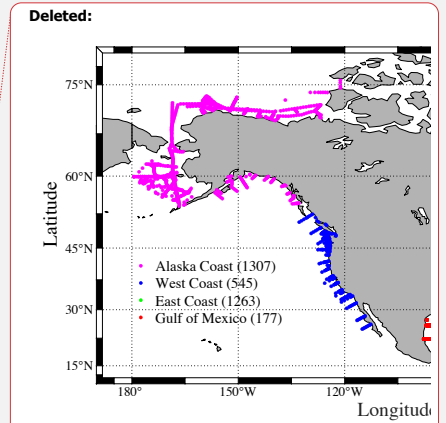 Deleted:
75°N
60°N
45°N
30°N
15°N
Latitude
Alaska Coast (1307)
West Coast (545)
East Coast (1263)
Gulf of Mexico (177)
180° 150°W 120°W
Longitud